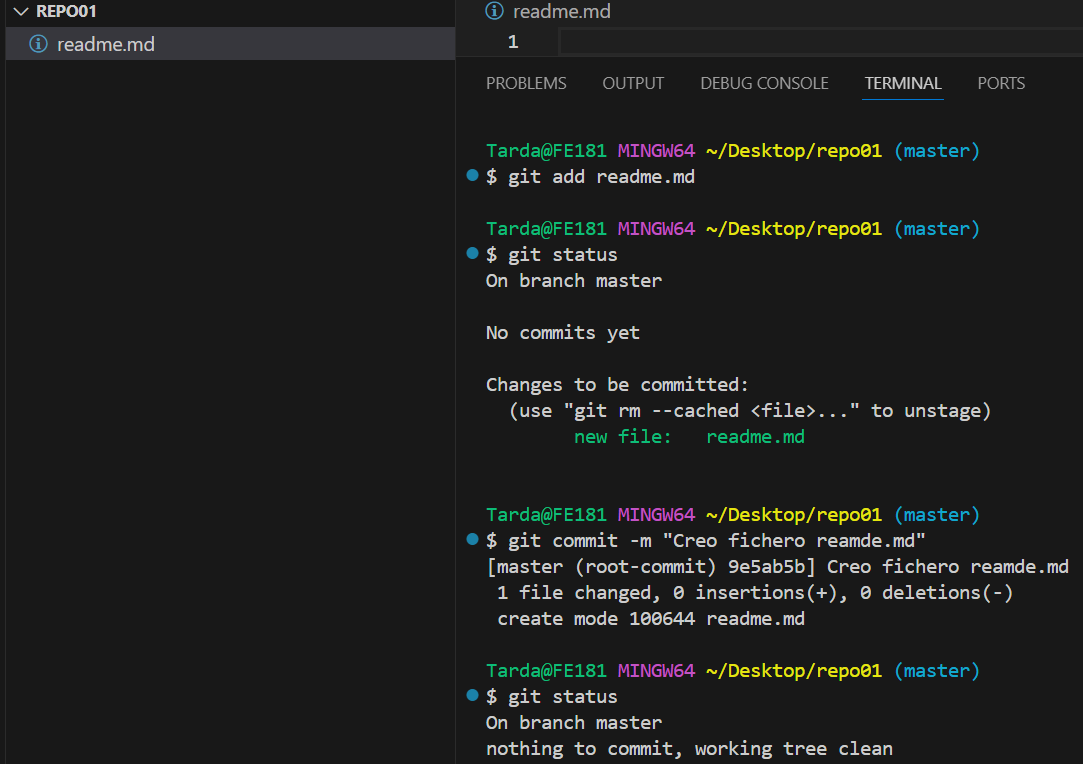 REPO01
readme.md
readme.md
1
PROBLEMS OUTPUT DEBUG CONSOLE TERMINAL PORTS
Tarda@FE181 MINGW64 ~/Desktop/repo01 (master)
$ git add readme.md
Tarda@FE181 MINGW64 ~/Desktop/repo01 (master)
$ git status
On branch master
No commits yet
Changes to be committed:
(use "git rm --cached <file>..." to unstage)
new file: readme.md
Tarda@FE181 MINGW64 ~/Desktop/repo01 (master)
$ git commit -m "Creo fichero reamde.md"
[master (root-commit) 9e5ab5b] Creo fichero reamde.md
1 file changed, 0 insertions(+), 0 deletions(-)
create mode 100644 readme.md
Tarda@FE181 MINGW64 ~/Desktop/repo01 (master)
$ git status
On branch master
nothing to commit, working tree clean